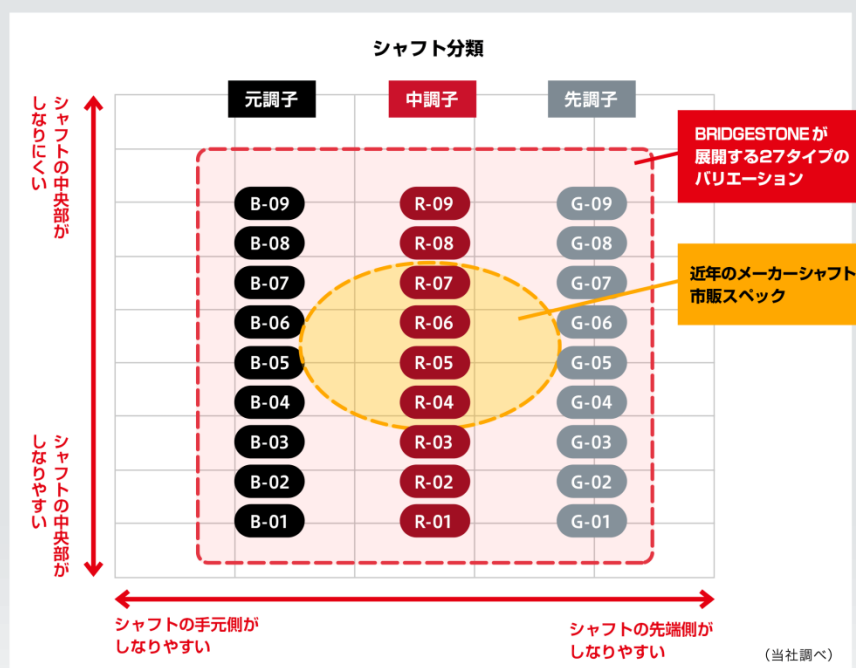 シャフト分類
元調子
中調子
先調子
シャフトの中央部が
しなりにくい
シャフトの中央部が
しなりやすい
B-09
R-09
G-09
B-08
R-08
G-08
B-07
R-07
G-07
B-06
R-06
G-06
B-05
R-05
G-05
B-04
R-04
G-04
B-03
R-03
G-03
B-02
R-02
G-02
B-01
R-01
G-01
BRIDGESTONEが
展開する27タイプの
バリエーション
近年のメーカーシャフト
市販スペック
シャフトの手元側が
しなりやすい
シャフトの先端側が
しなりやすい
(当社調べ)